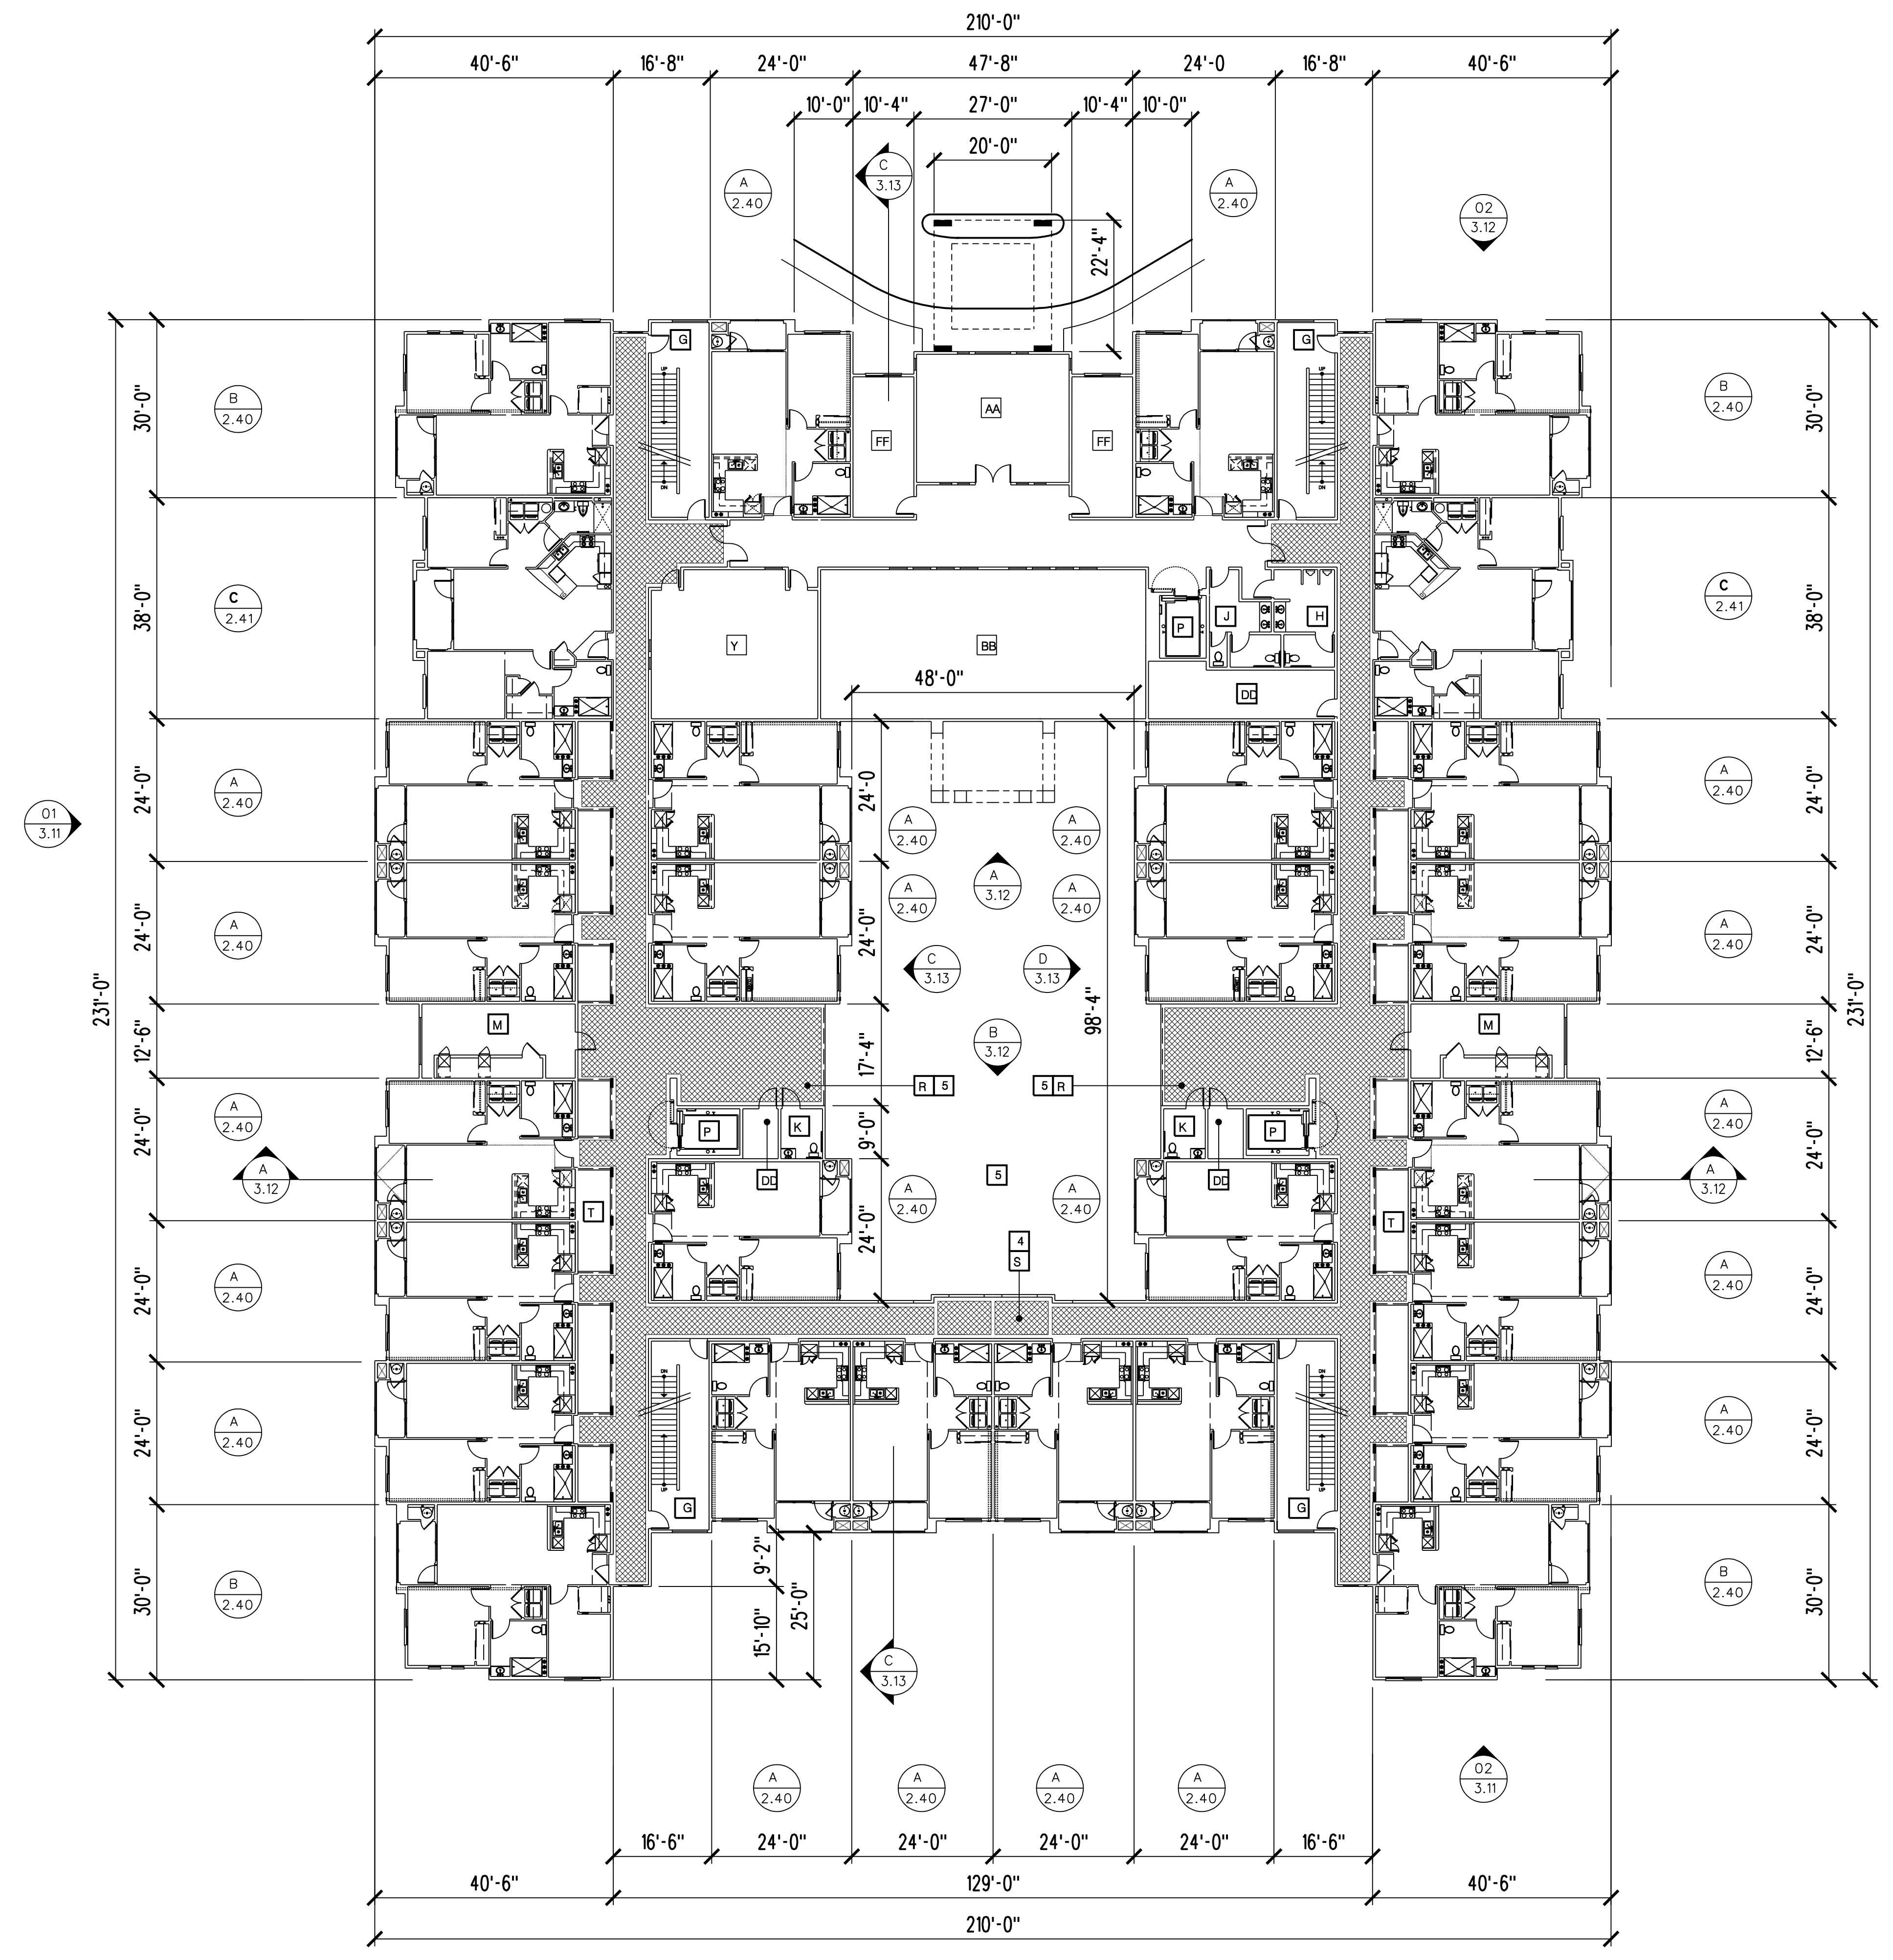 210'-0"
40'-6" 16'-8" 24'-0" 47'-8" 24'-0 16'-8" 40'-6"
10'-0" 10'-4" 27'-0" 10'-4" 10'-0"
20'-0"
A
2.40
C
3.13
A
2.40
02
3.12
22'-4"
G
G
UP
UP
30'-0"
B
2.40
AA
B
2.40
30'-0"
FF
FF
DN
DN
38'-0"
C
2.41
Y
BB
P
J
H
C
2.41
38'-0"
48'-0"
DD
24'-0"
A
2.40
24'-0
A
2.40
A
2.40
A
2.40
24'-0"
01
3.11
A
3.12
A
2.40
A
2.40
24'-0"
A
2.40
24'-0"
C
3.13
D
3.13
A
2.40
24'-0"
231'-0"
98'-4"
231'-0"
12'-6"
M
17'-4"
B
3.12
M
12'-6"
R 5
5 R
24'-0"
A
2.40
P
K
9'-0"
K
P
A
2.40
24'-0"
A
3.12
DD
5
DD
A
3.12
T
24'-0"
A
2.40
A
2.40
T
4
S
24'-0"
A
2.40
A
2.40
24'-0"
DN
DN
24'-0"
A
2.40
A
2.40
24'-0"
UP
UP
G
G
30'-0"
B
2.40
9'-2"
25'-0"
15'-10"
B
2.40
30'-0"
C
3.13
02
3.11
A
2.40
A
2.40
A
2.40
A
2.40
16'-6" 24'-0" 24'-0" 24'-0" 24'-0" 16'-6"
40'-6" 129'-0" 40'-6"
210'-0"